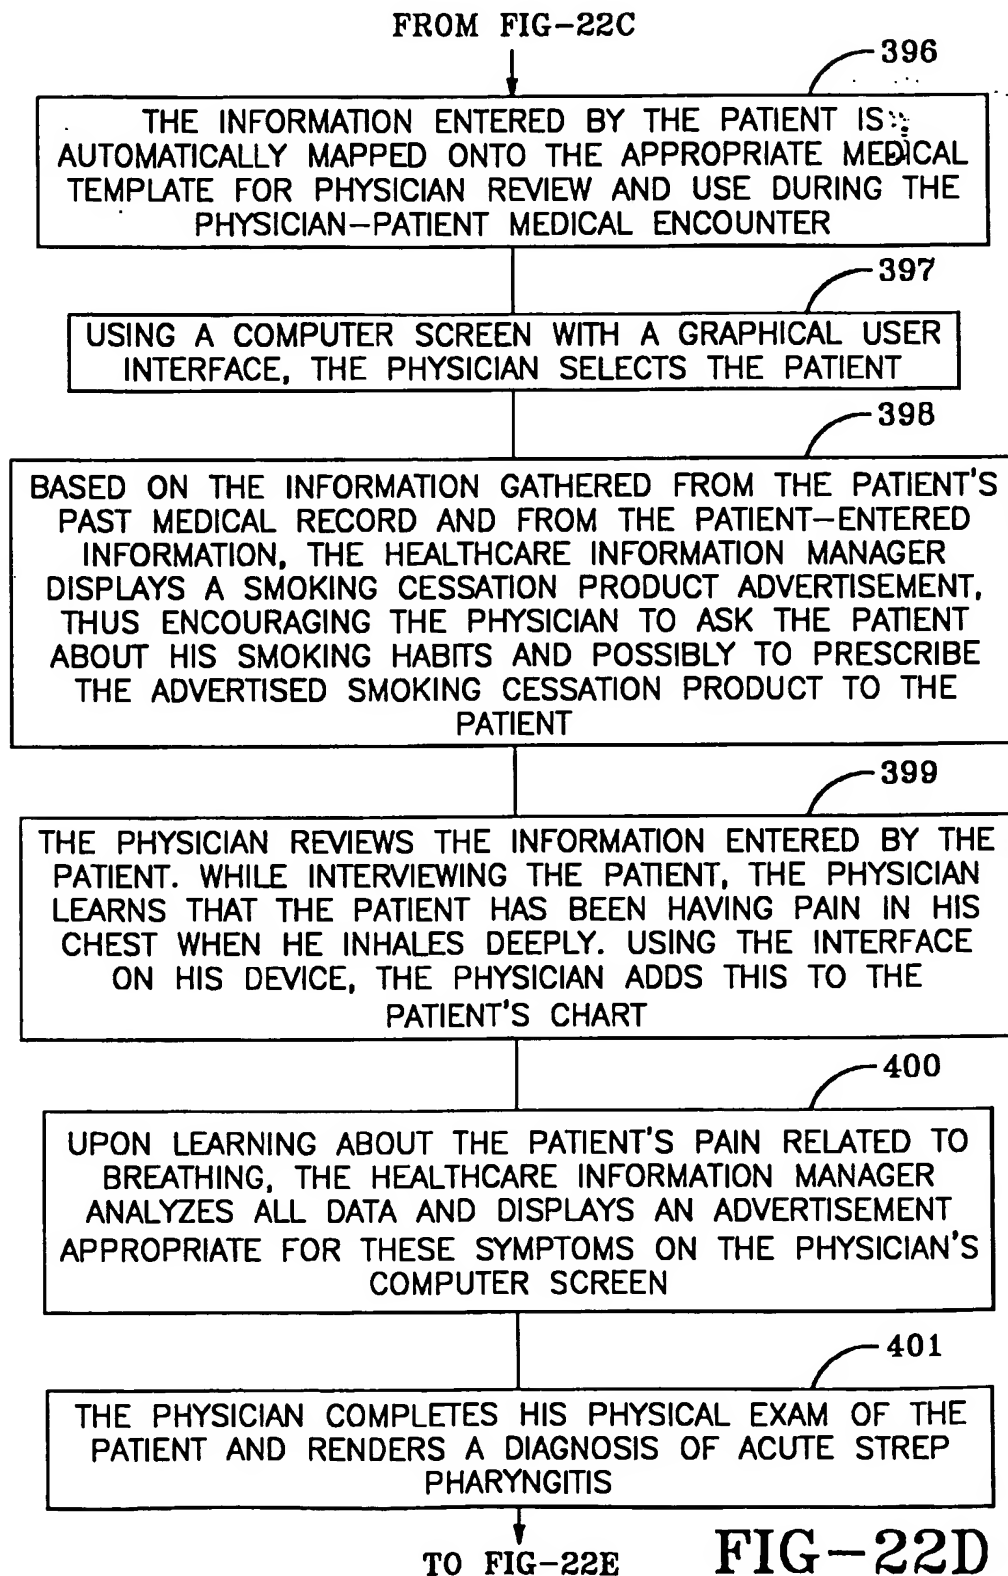 FROM FIG-22C
396
THE INFORMATION ENTERED BY THE PATIENT IS
AUTOMATICALLY MAPPED ONTO THE APPROPRIATE MEDICAL
TEMPLATE FOR PHYSICIAN REVIEW AND USE DURING THE
PHYSICIAN-PATIENT MEDICAL ENCOUNTER
397
USING A COMPUTER SCREEN WITH A GRAPHICAL USER
INTERFACE, THE PHYSICIAN SELECTS THE PATIENT
398
BASED ON THE INFORMATION GATHERED FROM THE PATIENT'S
PAST MEDICAL RECORD AND FROM THE PATIENT-ENTERED
INFORMATION, THE HEALTHCARE INFORMATION MANAGER
DISPLAYS A SMOKING CESSATION PRODUCT ADVERTISEMENT,
THUS ENCOURAGING THE PHYSICIAN TO ASK THE PATIENT
ABOUT HIS SMOKING HABITS AND POSSIBLY TO PRESCRIBE
THE ADVERTISED SMOKING CESSATION PRODUCT TO THE
PATIENT
399
THE PHYSICIAN REVIEWS THE INFORMATION ENTERED BY THE
PATIENT. WHILE INTERVIEWING THE PATIENT, THE PHYSICIAN
LEARNS THAT THE PATIENT HAS BEEN HAVING PAIN IN HIS
CHEST WHEN HE INHALES DEEPLY. USING THE INTERFACE
ON HIS DEVICE, THE PHYSICIAN ADDS THIS TO THE
PATIENT'S CHART
400
UPON LEARNING ABOUT THE PATIENT'S PAIN RELATED TO
BREATHING, THE HEALTHCARE INFORMATION MANAGER
ANALYZES ALL DATA AND DISPLAYS AN ADVERTISEMENT
APPROPRIATE FOR THESE SYMPTOMS ON THE PHYSICIAN'S
COMPUTER SCREEN
401
THE PHYSICIAN COMPLETES HIS PHYSICAL EXAM OF THE
PATIENT AND RENDERS A DIAGNOSIS OF ACUTE STREP
PHARYNGITIS
TO FIG-22E
FIG-22D